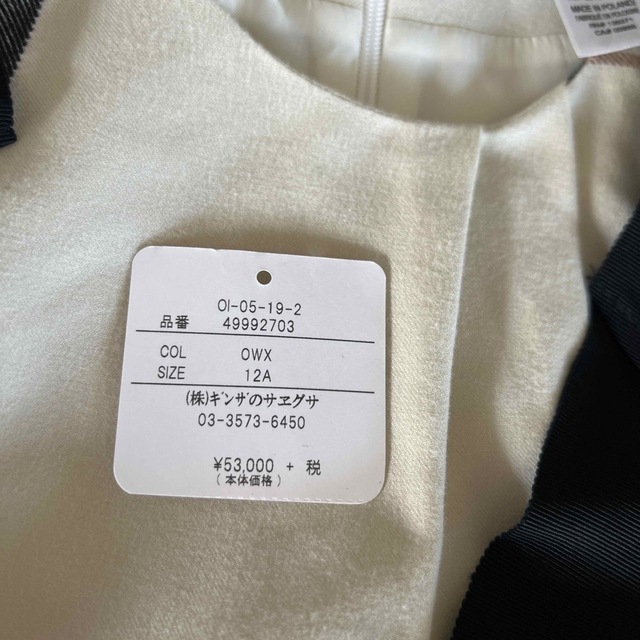 MADE IN POLAND
OI-05-19-2
品番 49992703
COL OWX
SIZE 12A
(株)ギンザのサヱグサ
03-3573-6450
¥53,000 + 税
(本体価格)